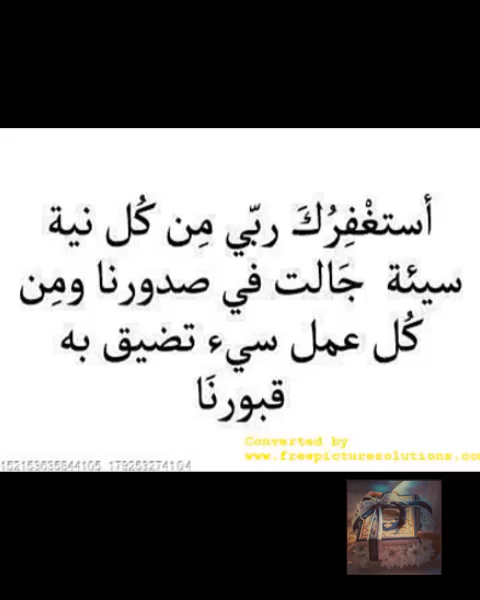 أستغْفِرُكَ ربّي مِن كُل نية
سيئة جَالت في صدورنا ومِن
كُل عمل سيء تضيق به
قبورنَا
Converted by
www.freepicturesolutions.co